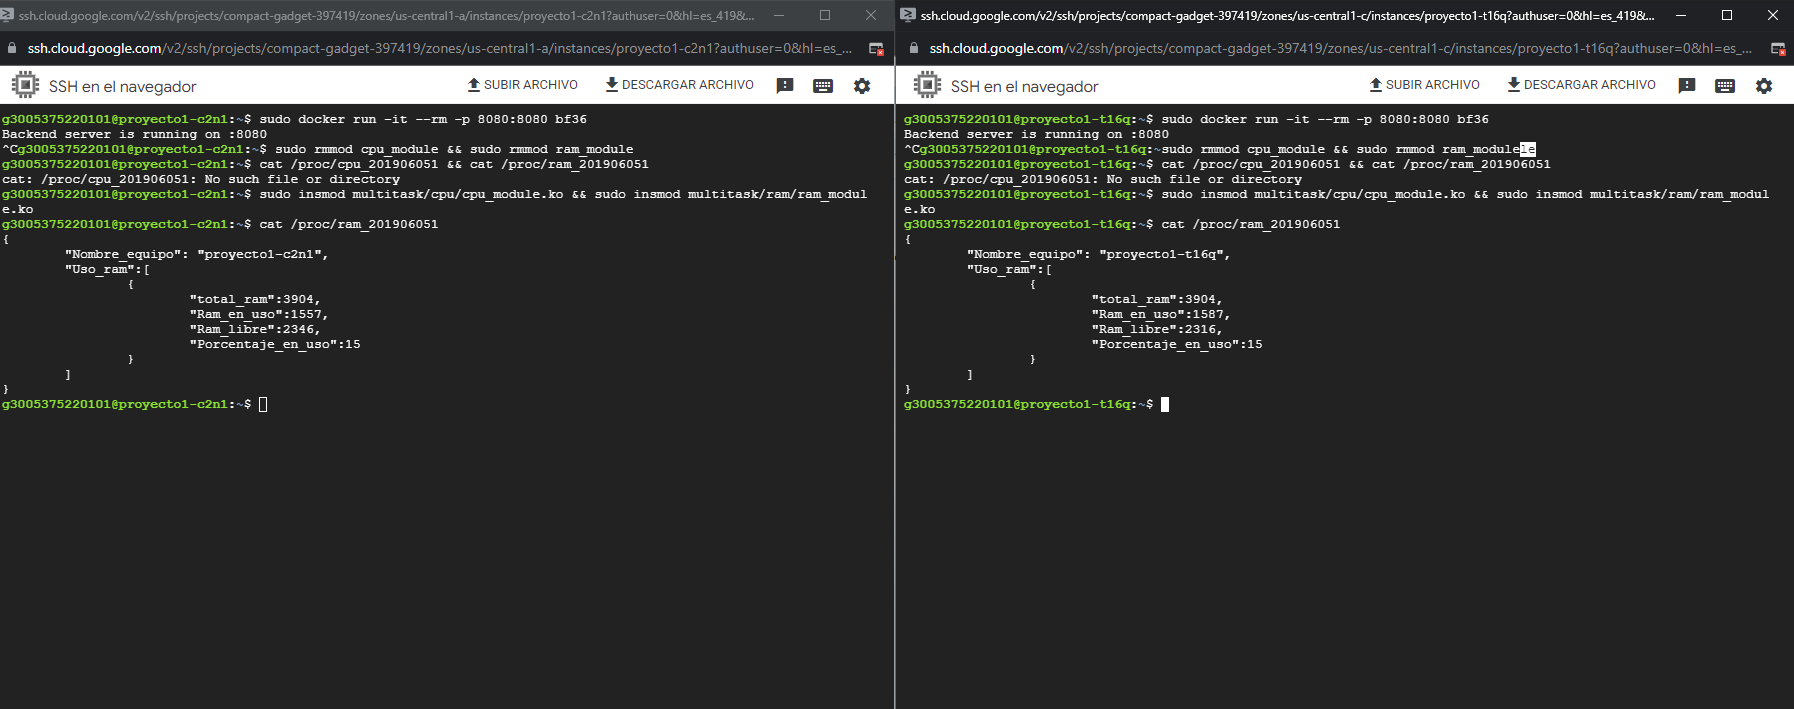 ssh.cloud.google.com/v2/ssh/projects/compact-gadget-397419/zones/us-central1-a/instances/proyecto1-c2n1?authuser=0&hl=es_419&...
ssh.cloud.google.com/v2/ssh/projects/compact-gadget-397419/zones/us-central1-a/instances/proyecto1-c2n1?authuser=0&hl=es_...
SSH en el navegador
SUBIR ARCHIVO
DESCARGAR ARCHIVO
g3005375220101@proyecto1-c2n1:~$ sudo docker run -it --rm -p 8080:8080 bf36
Backend server is running on :8080
^Cg3005375220101@proyecto1-c2n1:~$ sudo rmmod cpu_module && sudo rmmod ram_module
g3005375220101@proyecto1-c2n1:~$ cat /proc/cpu_201906051 && cat /proc/ram_201906051
cat: /proc/cpu_201906051: No such file or directory
g3005375220101@proyecto1-c2n1:~$ sudo insmod multitask/cpu/cpu_module.ko && sudo insmod multitask/ram/ram_modul
e.ko
g3005375220101@proyecto1-c2n1:~$ cat /proc/ram_201906051
{
"Nombre_equipo": "proyecto1-c2n1",
"Uso_ram":[
{
"total_ram":3904,
"Ram_en_uso":1557,
"Ram_libre":2346,
"Porcentaje_en_uso":15
}
]
}
g3005375220101@proyecto1-c2n1:~$
ssh.cloud.google.com/v2/ssh/projects/compact-gadget-397419/zones/us-central1-c/instances/proyecto1-t16q?authuser=0&hl=es_419&...
ssh.cloud.google.com/v2/ssh/projects/compact-gadget-397419/zones/us-central1-c/instances/proyecto1-t16q?authuser=0&hl=es_...
SSH en el navegador
SUBIR ARCHIVO
DESCARGAR ARCHIVO
g3005375220101@proyecto1-t16q:~$ sudo docker run -it --rm -p 8080:8080 bf36
Backend server is running on :8080
^Cg3005375220101@proyecto1-t16q:~sudo rmmod cpu_module && sudo rmmod ram_modulele
g3005375220101@proyecto1-t16q:~$ cat /proc/cpu_201906051 && cat /proc/ram_201906051
cat: /proc/cpu_201906051: No such file or directory
g3005375220101@proyecto1-t16q:~$ sudo insmod multitask/cpu/cpu_module.ko && sudo insmod multitask/ram/ram_modul
e.ko
g3005375220101@proyecto1-t16q:~$ cat /proc/ram_201906051
{
"Nombre_equipo": "proyecto1-t16q",
"Uso_ram":[
{
"total_ram":3904,
"Ram_en_uso":1587,
"Ram_libre":2316,
"Porcentaje_en_uso":15
}
]
}
g3005375220101@proyecto1-t16q:~$